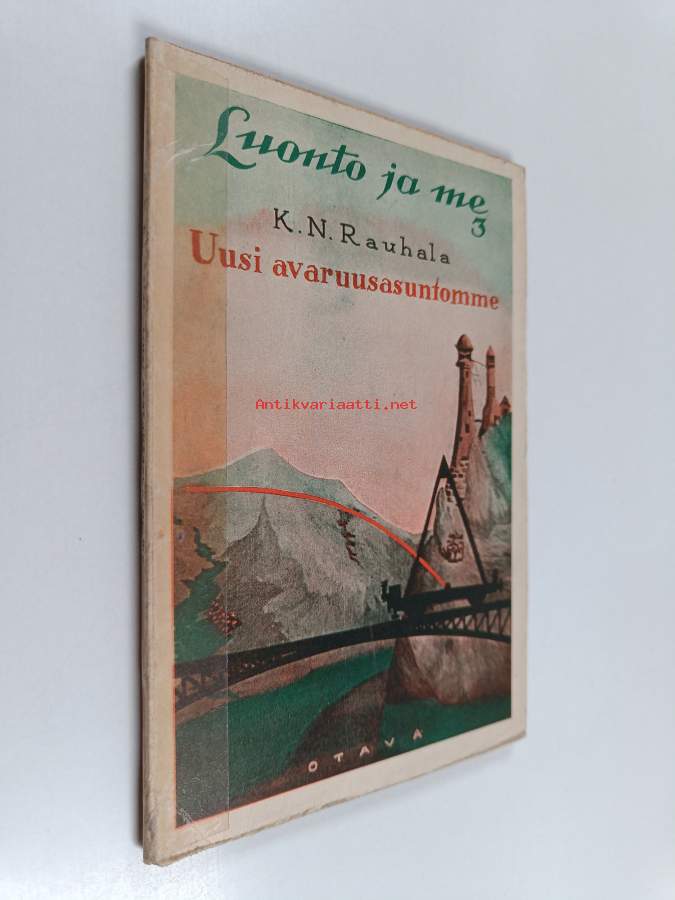 Luonto ja me
3
K. N. Rauhala
Uusi avaruusasuntomme
Antikvariaatti.net
OTAVA